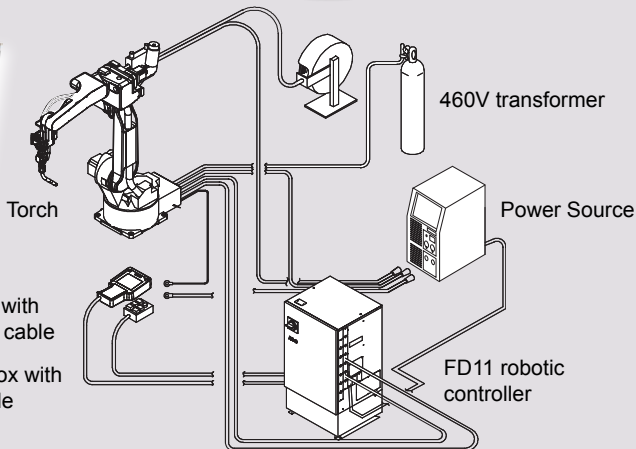 460V transformer
Torch
Power Source
with
cable
ox with
le
FD11 robotic
controller